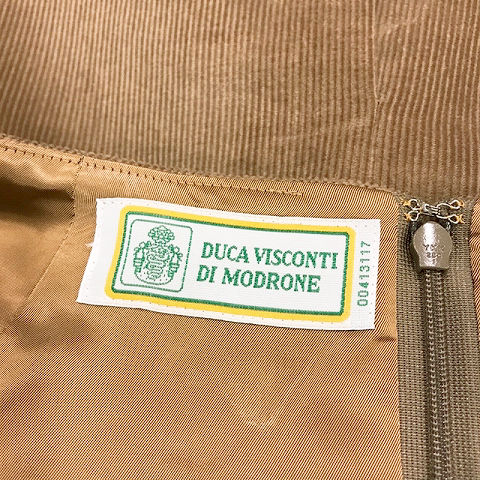 DUCA VISCONTI
DI MODRONE
00413117